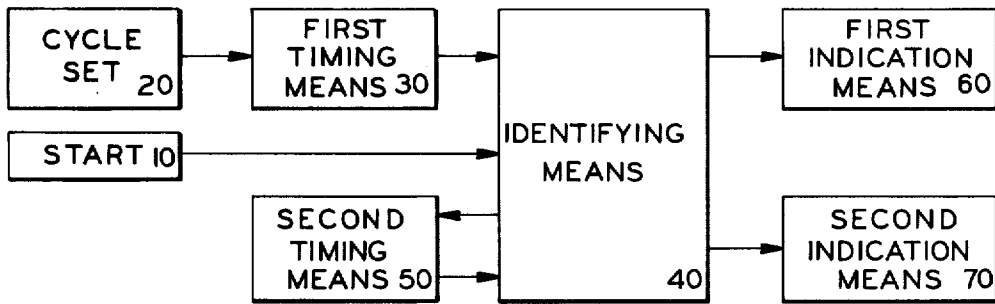 CYCLE
SET 20
FIRST
TIMING
MEANS 30
START 10
SECOND
TIMING
MEANS 50
IDENTIFYING
MEANS
40
FIRST
INDICATION
MEANS 60
SECOND
INDICATION
MEANS 70